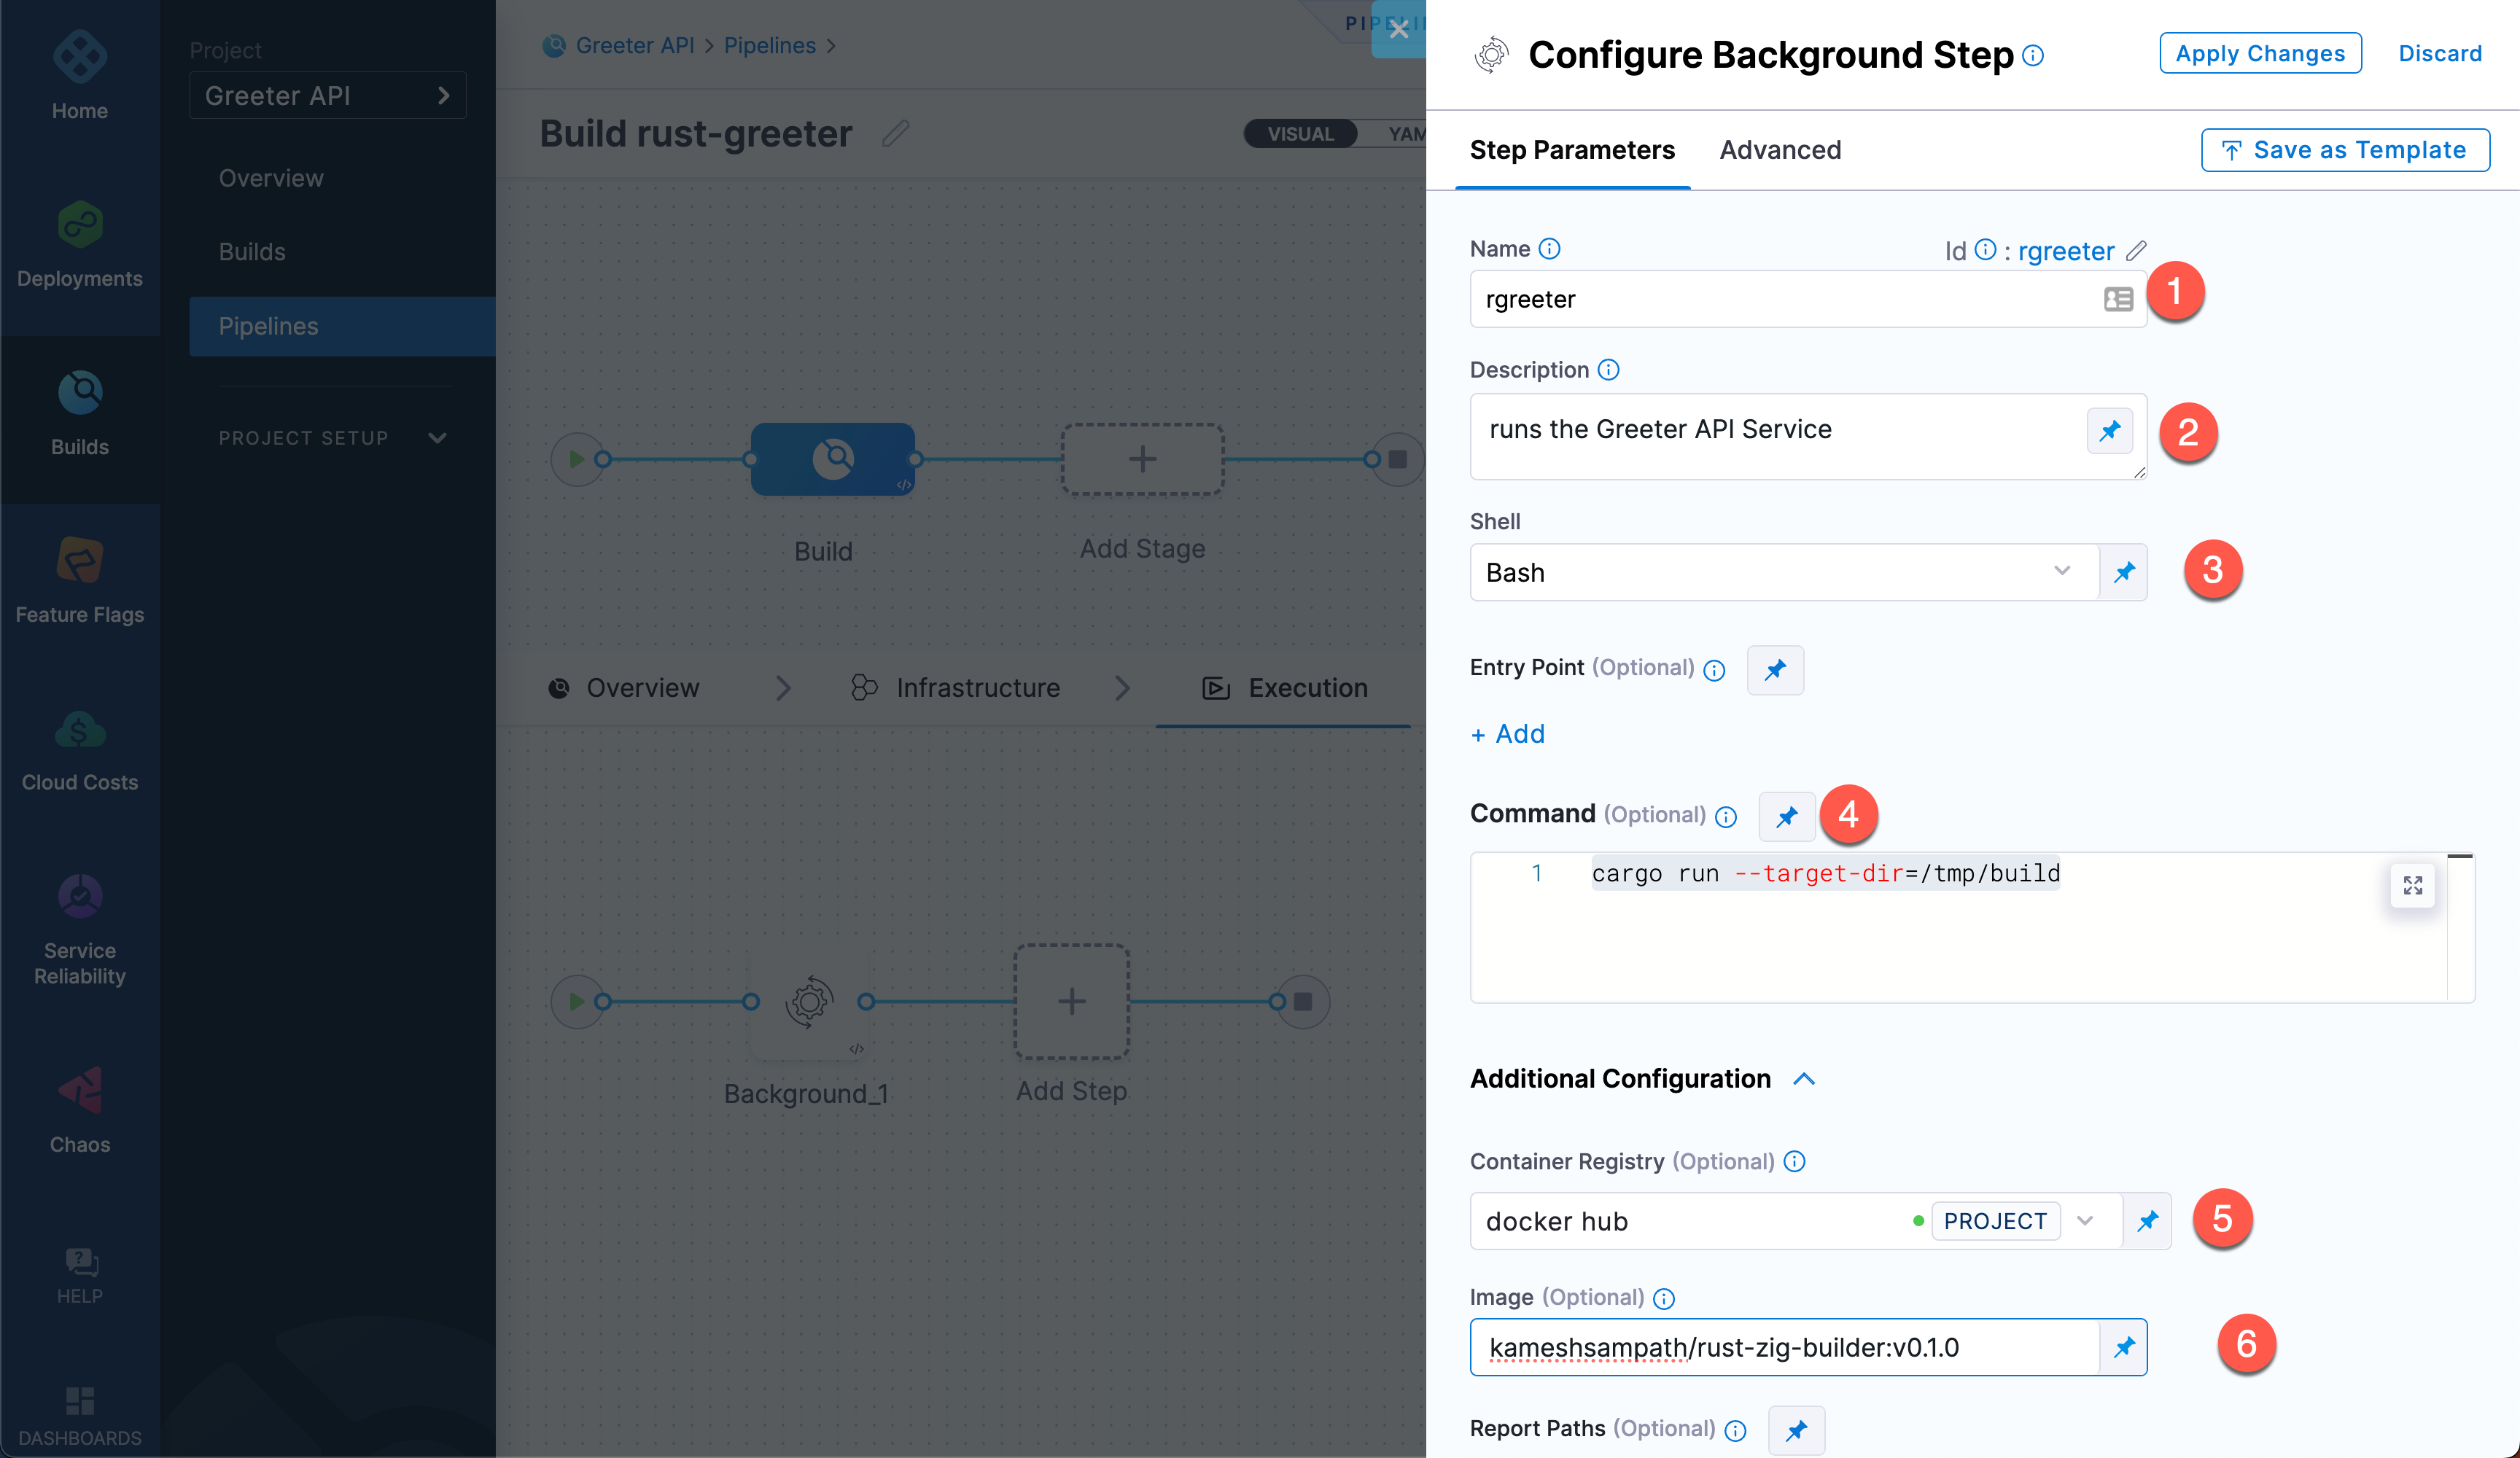 Home
Deployments
Builds
Feature Flags
Cloud Costs
Service
Reliability
Chaos
HELP
DASHBOARDS
Project
Greeter API
Overview
Builds
Pipelines
PROJECT SETUP
Greeter API > Pipelines >
Build rust-greeter
VISUAL
Build
Add Stage
Overview
Infrastructure
Execution
Background_1
Add Step
Configure Background Step
Apply Changes
Discard
Step Parameters
Advanced
Save as Template
Name
Id : rgreeter
rgreeter
1
Description
runs the Greeter API Service
2
Shell
Bash
3
Entry Point (Optional)
+ Add
Command (Optional)
4
1 cargo run --target-dir=/tmp/build
Additional Configuration
Container Registry (Optional)
docker hub
PROJECT
5
Image (Optional)
kameshsampath/rust-zig-builder:v0.1.0
6
Report Paths (Optional)